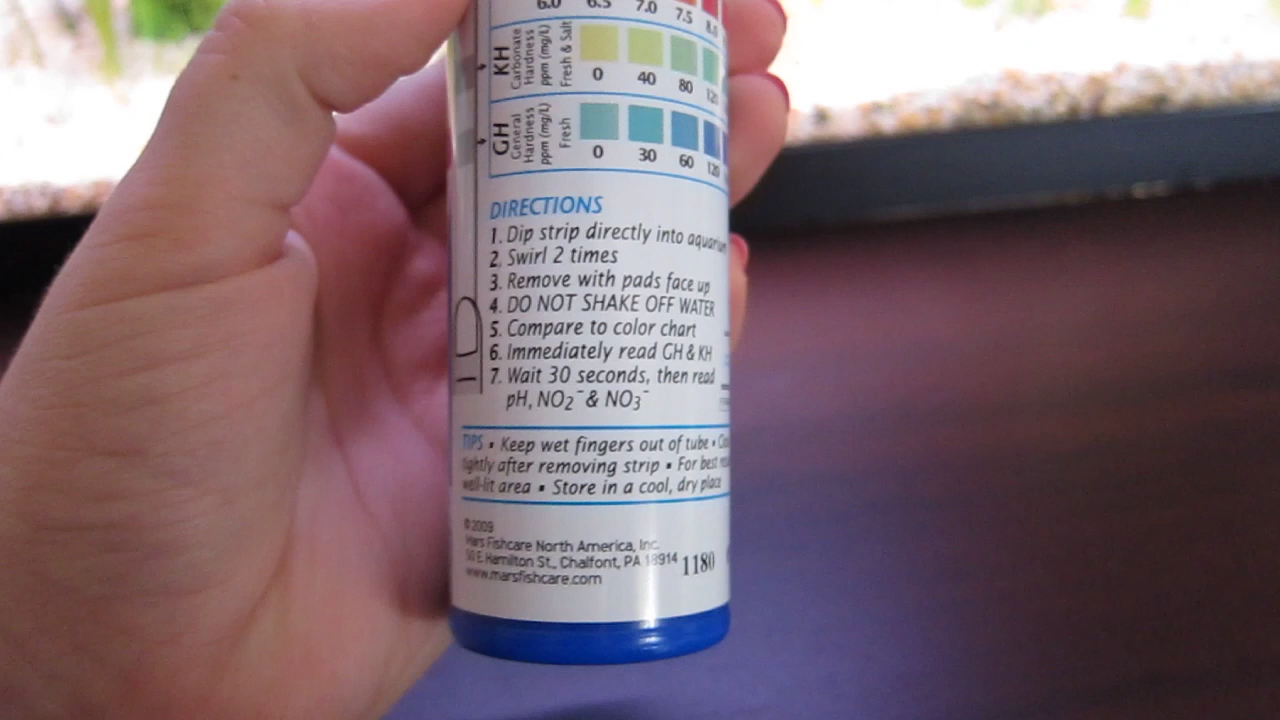 6.0 6.5 7.0 7.5 8.0
KH Carbonate Hardness ppm (mg/L) Fresh & Salt
0 40 80 120
GH General Hardness ppm (mg/L) Fresh
0 30 60 120
DIRECTIONS
1. Dip strip directly into aquarium
2. Swirl 2 times
3. Remove with pads face up
4. DO NOT SHAKE OFF WATER
5. Compare to color chart
6. Immediately read GH & KH
7. Wait 30 seconds, then read
pH, NO2⁻ & NO3⁻
TIPS ▪ Keep wet fingers out of tube ▪
tightly after removing strip ▪ For best
well-lit area ▪ Store in a cool, dry place
©2009
Mars Fishcare North America, Inc.
50 E. Hamilton St., Chalfont, PA 18914 1180
www.marsfishcare.com